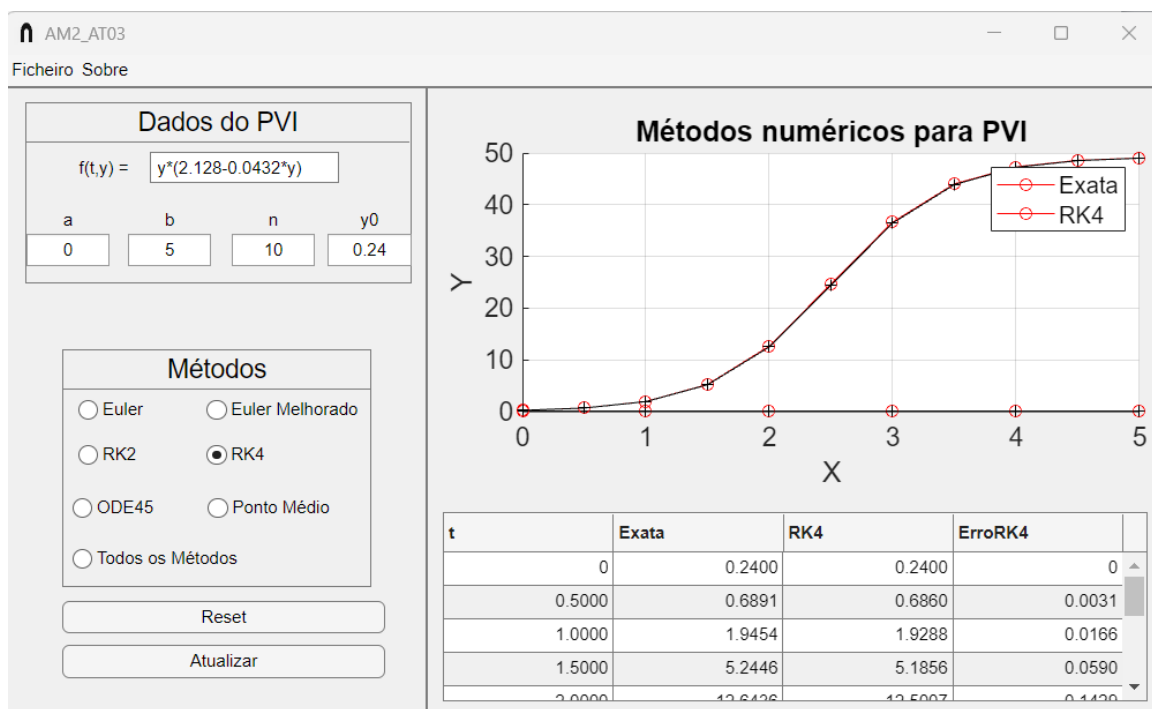 AM2_AT03
Ficheiro Sobre
Dados do PVI
f(t,y) = y*(2.128-0.0432*y)
a b n y0
0 5 10 0.24
Métodos
Euler Euler Melhorado
RK2 RK4
ODE45 Ponto Médio
Todos os Métodos
Reset
Atualizar
Métodos numéricos para PVI
50
40
30
20
10
0
Y
0 1 2 3 4 5
X
Exata
RK4
t Exata RK4 ErroRK4
0 0.2400 0.2400 0
0.5000 0.6891 0.6860 0.0031
1.0000 1.9454 1.9288 0.0166
1.5000 5.2446 5.1856 0.0590